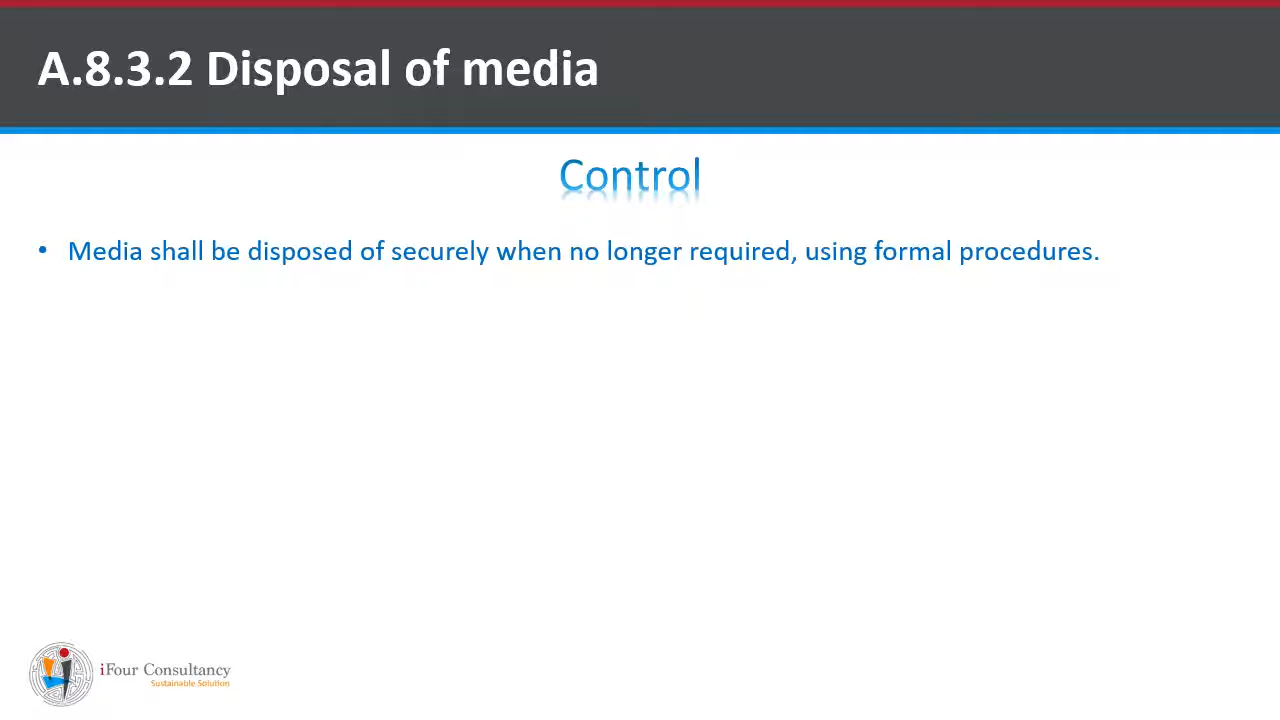 A.8.3.2 Disposal of media
Control
• Media shall be disposed of securely when no longer required, using formal procedures.
iFour Consultancy
Sustainable Solution